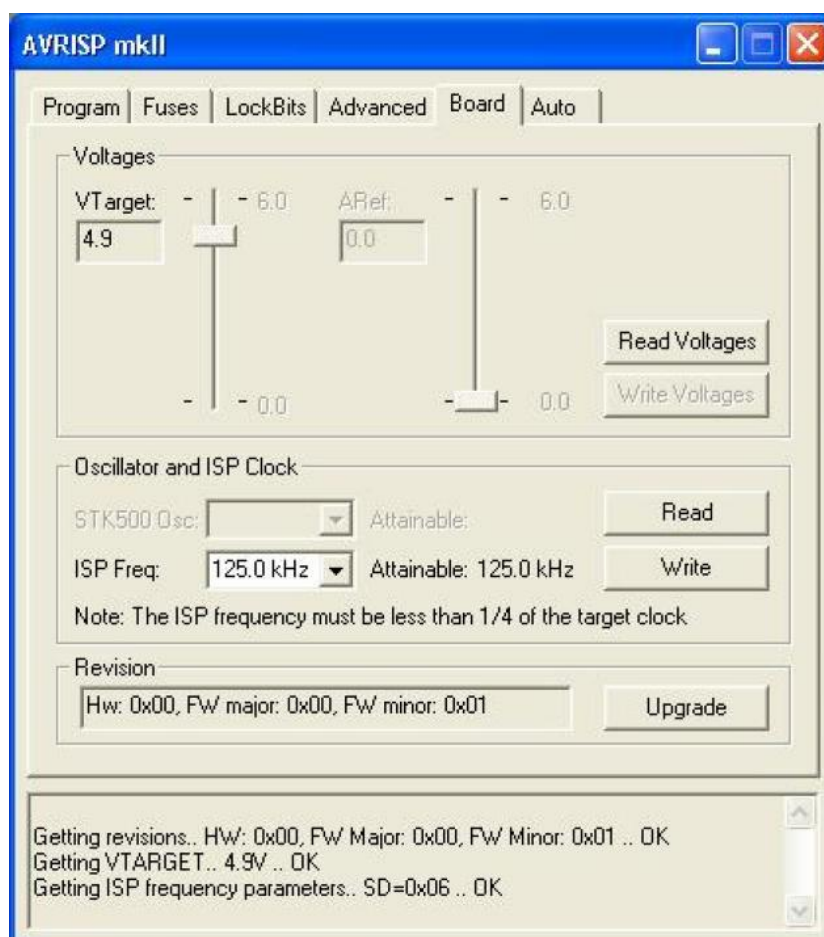 AVRISP mkII
Program Fuses LockBits Advanced Board Auto
Voltages
VTarget: 6.0 ARef: 6.0
4.9 0.0
Read Voltages
0.0 0.0 Write Voltages
Oscillator and ISP Clock
STK500 Osc: Attainable: Read
ISP Freq: 125.0 kHz Attainable: 125.0 kHz Write
Note: The ISP frequency must be less than 1/4 of the target clock
Revision
Hw: 0x00, FW major: 0x00, FW minor: 0x01 Upgrade
Getting revisions.. HW: 0x00, FW Major: 0x00, FW Minor: 0x01 .. OK
Getting VTARGET.. 4.9V .. OK
Getting ISP frequency parameters.. SD=0x06 .. OK